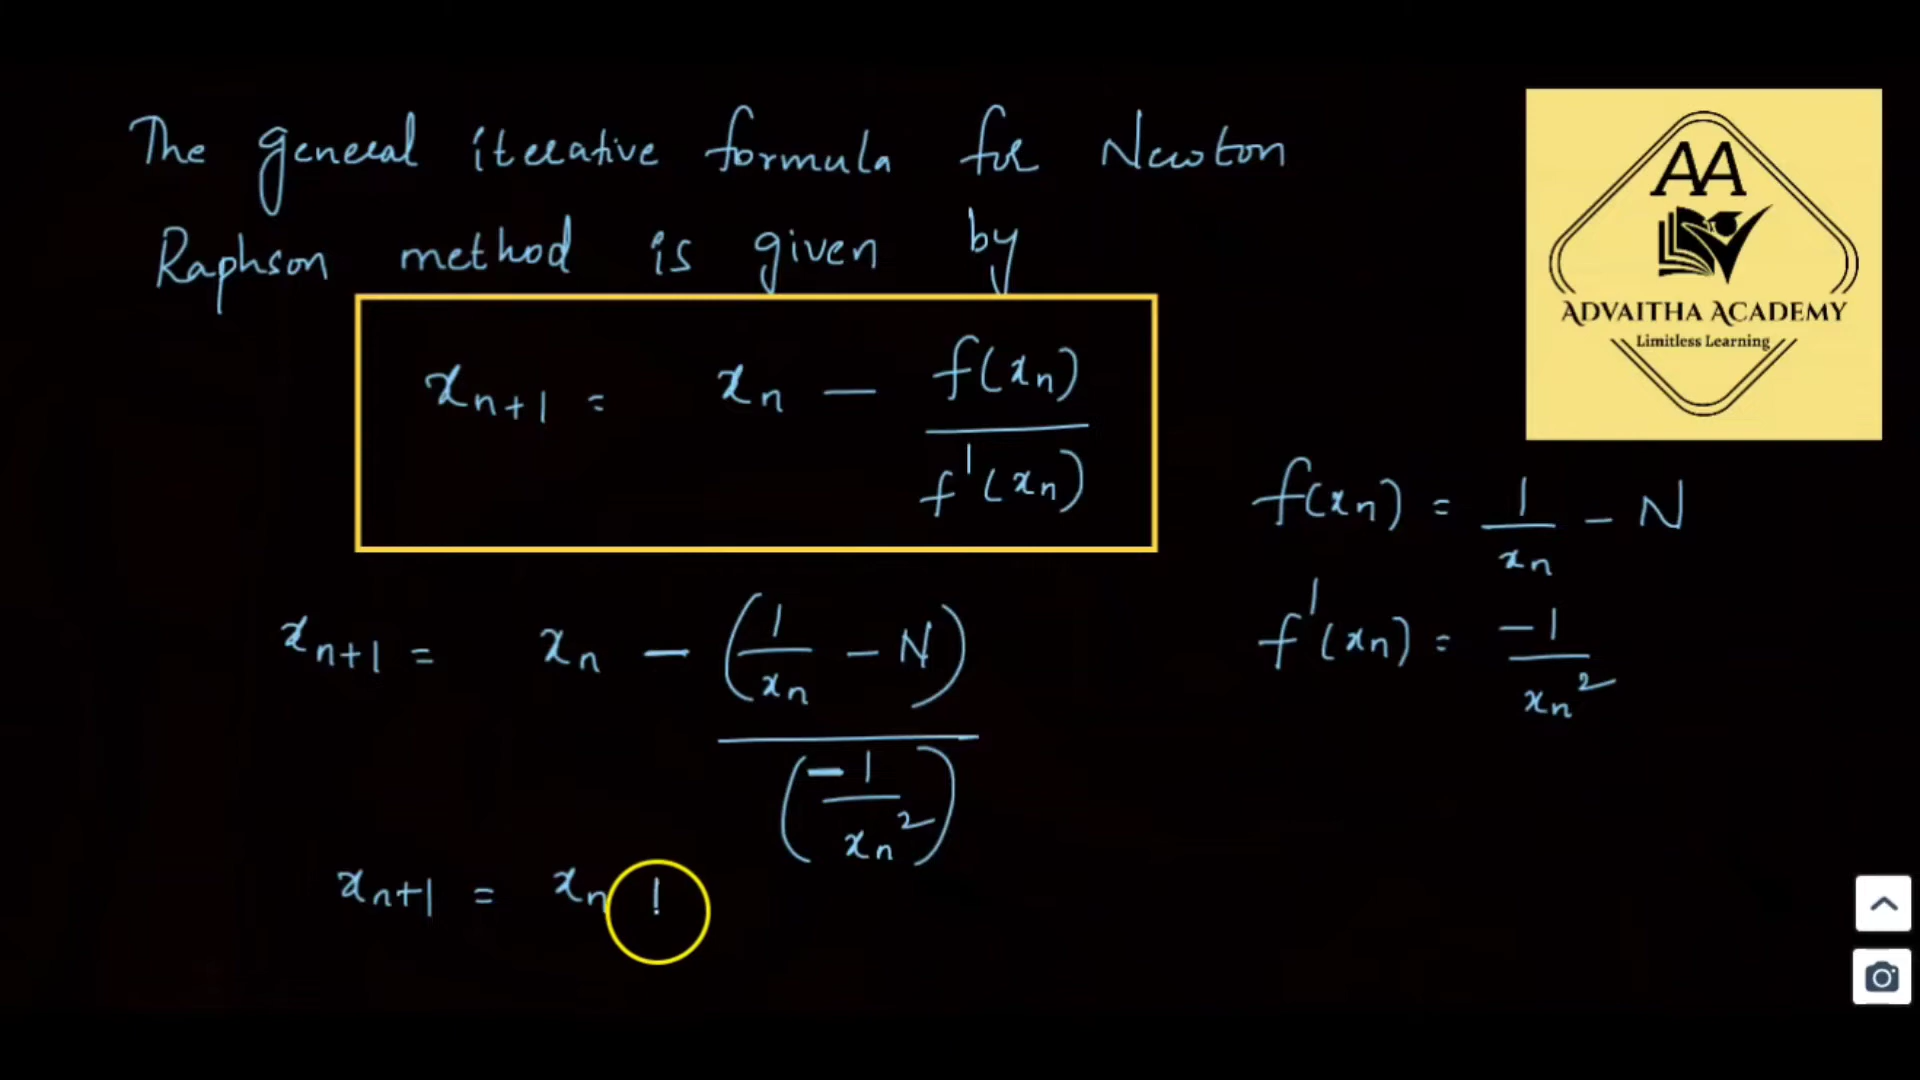 The general iterative formula for Newton
Raphson method is given by
xₙ₊₁ = xₙ − f(xₙ) / f'(xₙ)
f(xₙ) = 1/xₙ − N
f'(xₙ) = −1/xₙ²
xₙ₊₁ = xₙ − (1/xₙ − N) / (−1/xₙ²)
xₙ₊₁ = xₙ
AA
ADVAITHA ACADEMY
Limitless Learning